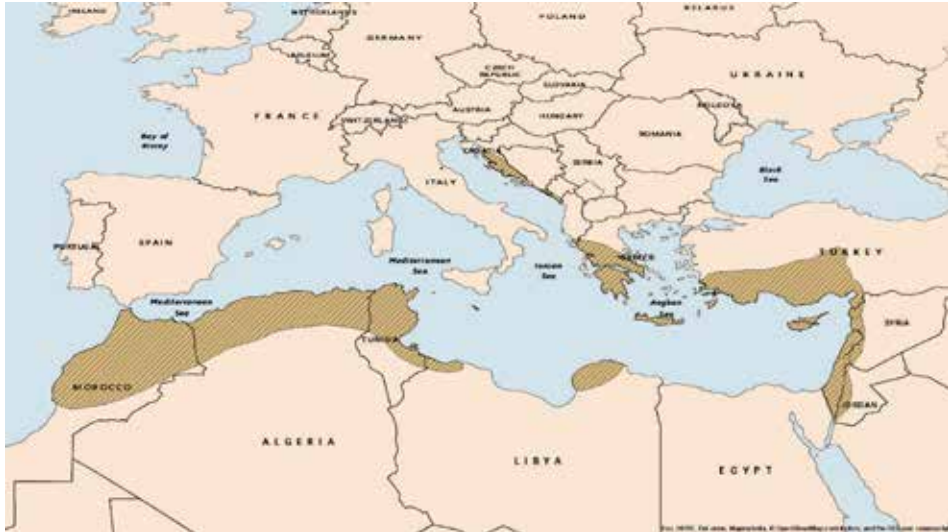 IRELAND
NETHERLANDS
POLAND
BELARUS
GERMANY
BELGIUM
CZECH
REPUBLIC
UKRAINE
SLOVAKIA
AUSTRIA
MOLDOVA
FRANCE
SWITZERLAND
HUNGARY
ROMANIA
Bay of
Biscay
CROATIA
SERBIA
Black
Sea
ITALY
PORTUGAL
SPAIN
TURKEY
Mediterranean
Sea
Ionian
Sea
GREECE
Mediterranean
Sea
Aegean
Sea
SYRIA
TUNISIA
MOROCCO
JORDAN
ALGERIA
LIBYA
EGYPT